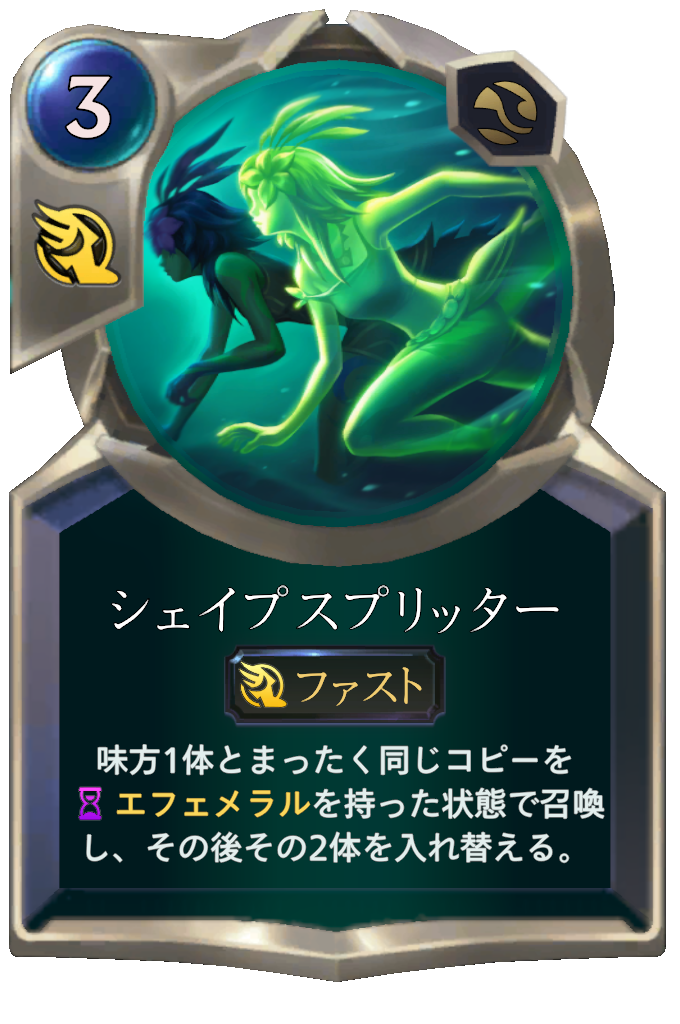 3
シェイプスプリッター
ファスト
味方1体とまったく同じコピーを
エフェメラルを持った状態で召喚
し、その後その2体を入れ替える。